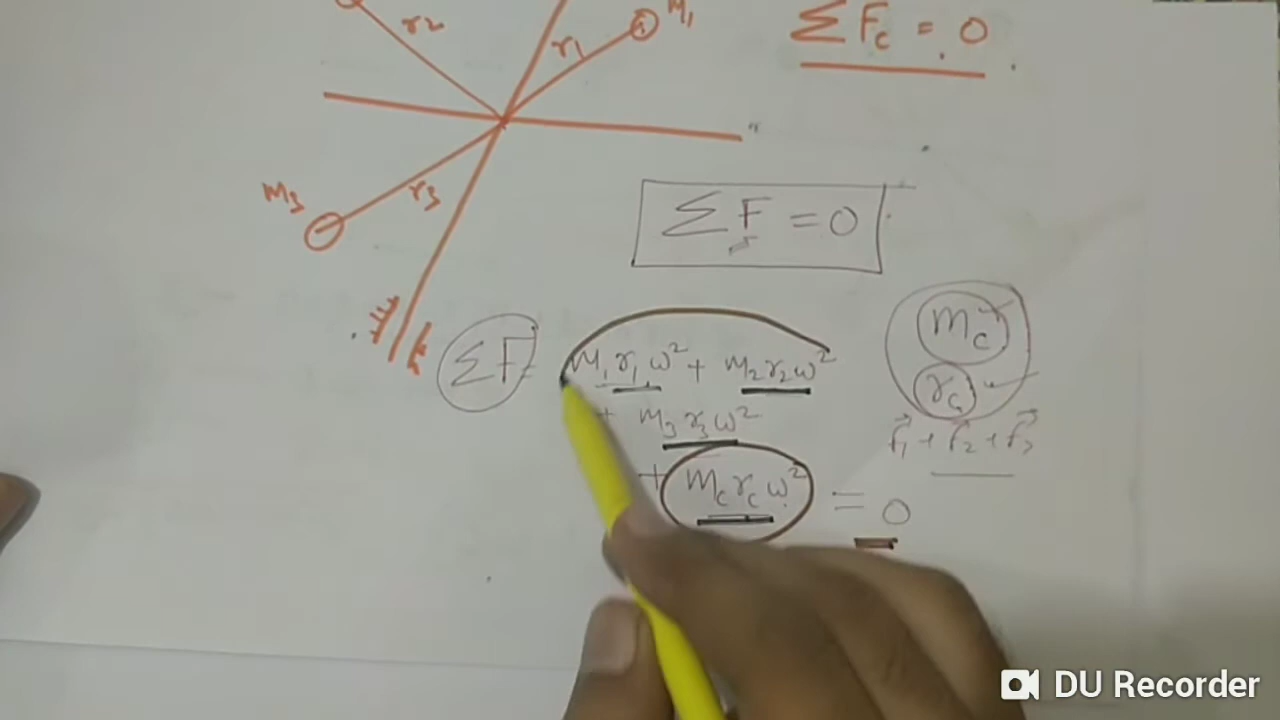 r2
r1
M1
ΣFc = 0
M3
r3
ΣF = 0
ΣF = M1r1ω² + M2r2ω²
+ M3r3ω²
+ Mcrcω² = 0
mc
rc
f1 + f2 + f3
DU Recorder